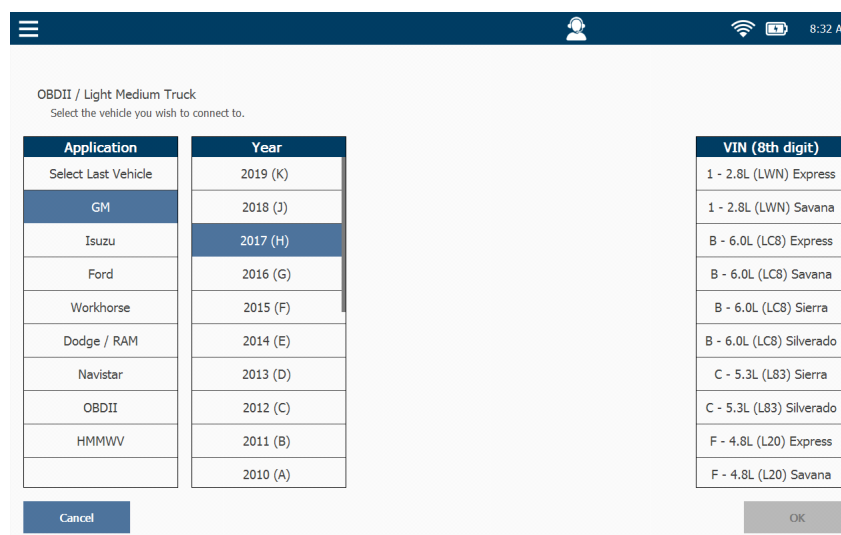 8:32 A
OBDII / Light Medium Truck
Select the vehicle you wish to connect to.
Application
Select Last Vehicle
GM
Isuzu
Ford
Workhorse
Dodge / RAM
Navistar
OBDII
HMMWV
Year
2019 (K)
2018 (J)
2017 (H)
2016 (G)
2015 (F)
2014 (E)
2013 (D)
2012 (C)
2011 (B)
2010 (A)
VIN (8th digit)
1 - 2.8L (LWN) Express
1 - 2.8L (LWN) Savana
B - 6.0L (LC8) Express
B - 6.0L (LC8) Savana
B - 6.0L (LC8) Sierra
B - 6.0L (LC8) Silverado
C - 5.3L (L83) Sierra
C - 5.3L (L83) Silverado
F - 4.8L (L20) Express
F - 4.8L (L20) Savana
Cancel
OK